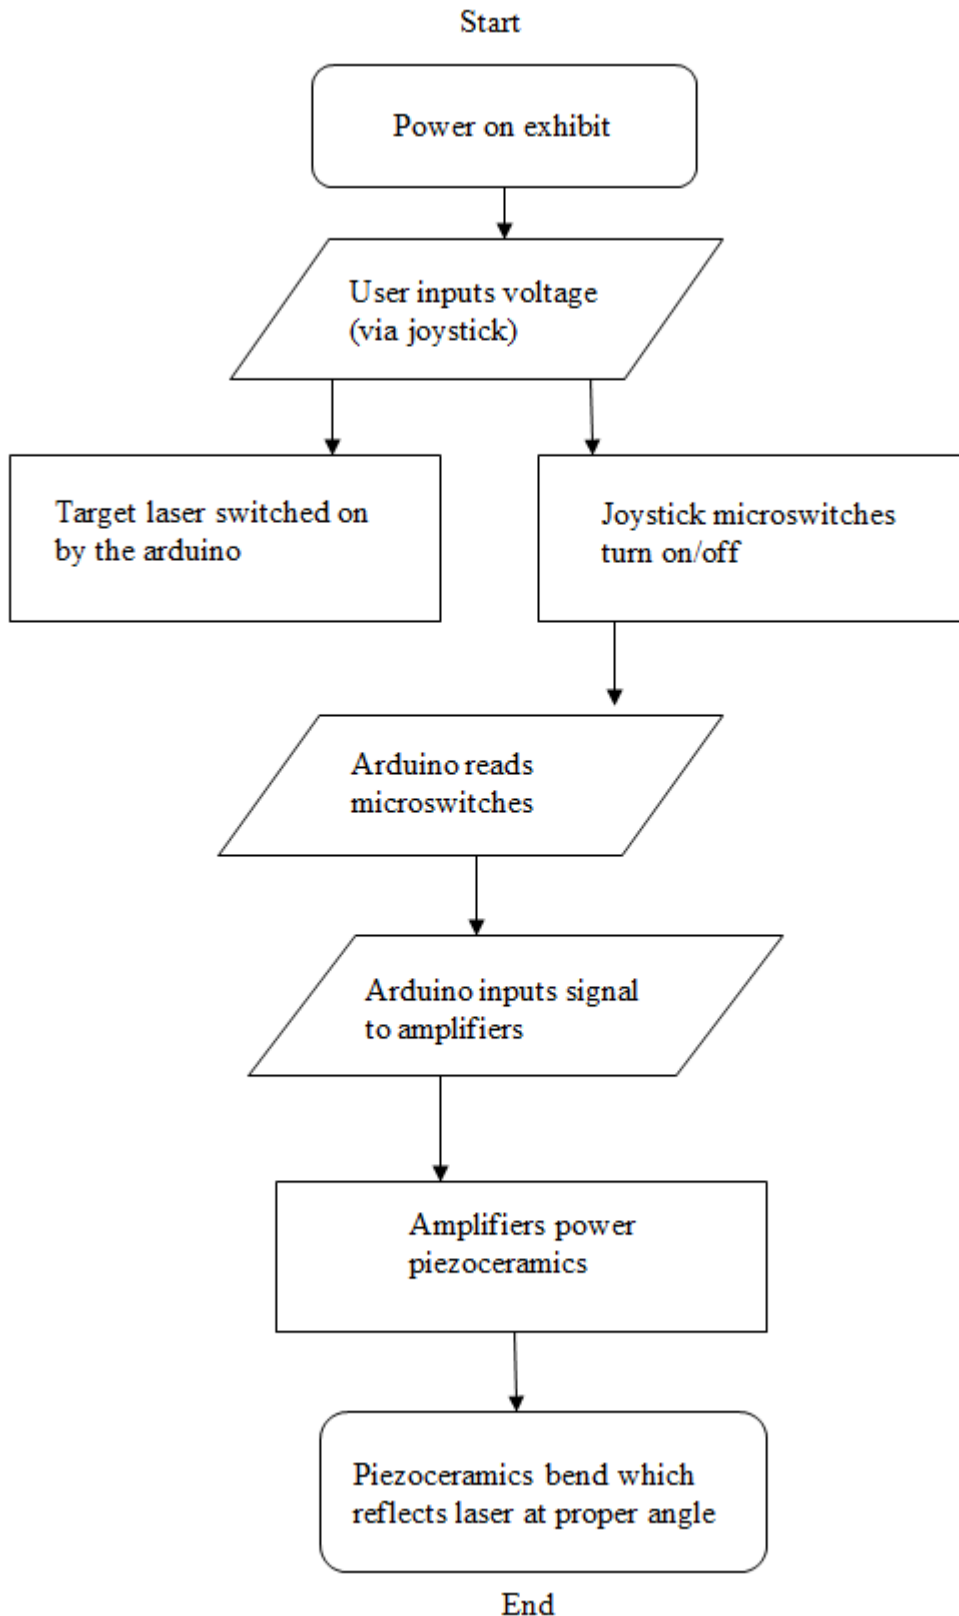 Start
Power on exhibit
User inputs voltage
(via joystick)
Target laser switched on
by the arduino
Joystick microswitches
turn on/off
Arduino reads
microswitches
Arduino inputs signal
to amplifiers
Amplifiers power
piezoceramics
Piezoceramics bend which
reflects laser at proper angle
End